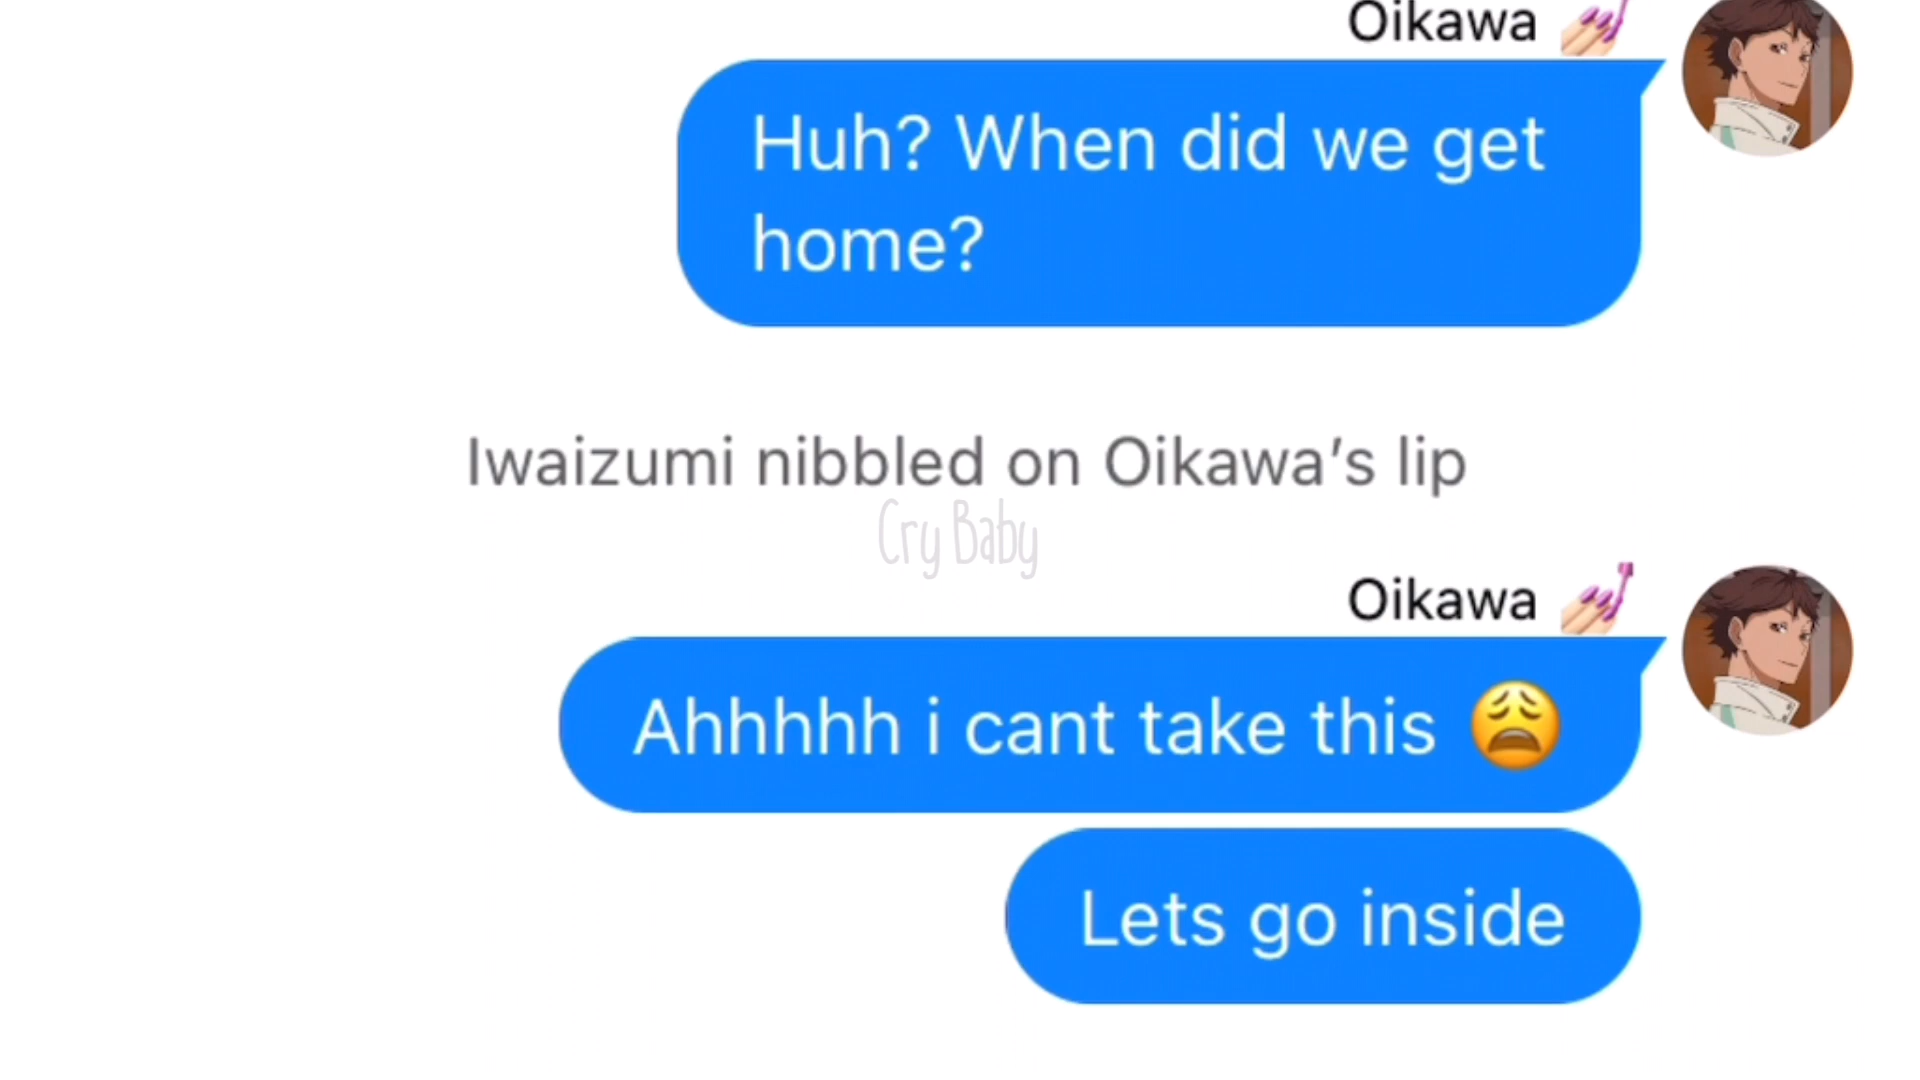 Oikawa 💅🏻
Huh? When did we get
home?
Iwaizumi nibbled on Oikawa’s lip
Cry Baby
Oikawa 💅🏻
Ahhhhh i cant take this 😩
Lets go inside